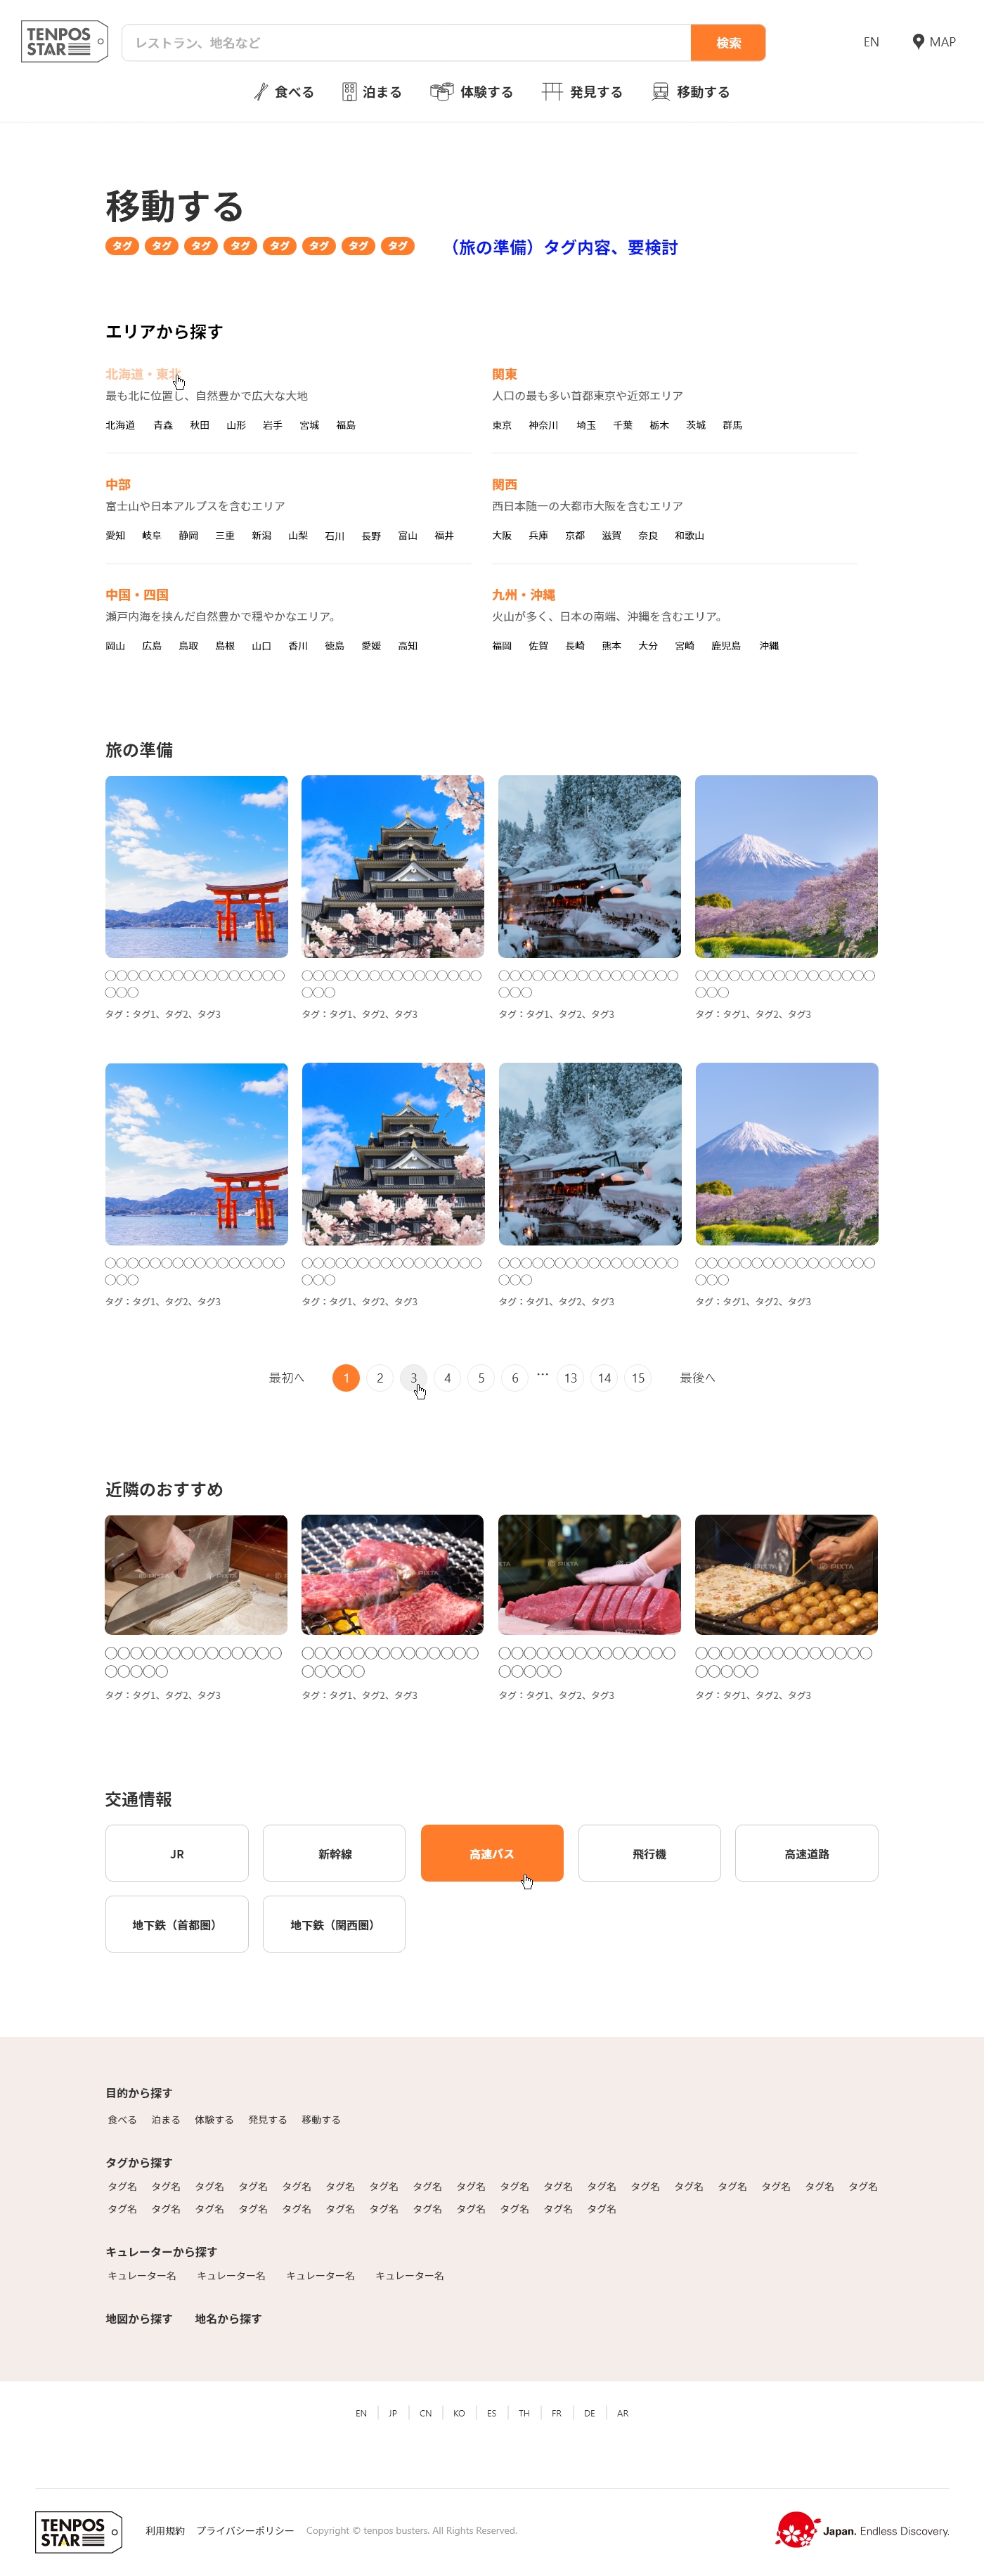 TENPOS
STAR
レストラン、地名など
検索
EN
MAP
食べる
泊まる
体験する
発見する
移動する
移動する
タグ タグ タグ タグ タグ タグ タグ タグ
（旅の準備）タグ内容、要検討
エリアから探す
北海道・東北
最も北に位置し、自然豊かで広大な大地
北海道 青森 秋田 山形 岩手 宮城 福島
関東
人口の最も多い首都東京や近郊エリア
東京 神奈川 埼玉 千葉 栃木 茨城 群馬
中部
富士山や日本アルプスを含むエリア
愛知 岐阜 静岡 三重 新潟 山梨 石川 長野 富山 福井
関西
西日本随一の大都市大阪を含むエリア
大阪 兵庫 京都 滋賀 奈良 和歌山
中国・四国
瀬戸内海を挟んだ自然豊かで穏やかなエリア。
岡山 広島 鳥取 島根 山口 香川 徳島 愛媛 高知
九州・沖縄
火山が多く、日本の南端、沖縄を含むエリア。
福岡 佐賀 長崎 熊本 大分 宮崎 鹿児島 沖縄
旅の準備
〇〇〇〇〇〇〇〇〇〇〇〇〇〇〇〇
〇〇〇
タグ：タグ1、タグ2、タグ3
〇〇〇〇〇〇〇〇〇〇〇〇〇〇〇〇
〇〇〇
タグ：タグ1、タグ2、タグ3
〇〇〇〇〇〇〇〇〇〇〇〇〇〇〇〇
〇〇〇
タグ：タグ1、タグ2、タグ3
〇〇〇〇〇〇〇〇〇〇〇〇〇〇〇〇
〇〇〇
タグ：タグ1、タグ2、タグ3
〇〇〇〇〇〇〇〇〇〇〇〇〇〇〇〇
〇〇〇
タグ：タグ1、タグ2、タグ3
〇〇〇〇〇〇〇〇〇〇〇〇〇〇〇〇
〇〇〇
タグ：タグ1、タグ2、タグ3
〇〇〇〇〇〇〇〇〇〇〇〇〇〇〇〇
〇〇〇
タグ：タグ1、タグ2、タグ3
〇〇〇〇〇〇〇〇〇〇〇〇〇〇〇〇
〇〇〇
タグ：タグ1、タグ2、タグ3
最初へ 1 2 3 4 5 6 … 13 14 15 最後へ
近隣のおすすめ
PIXTA
PIXTA
PIXTA
PIXTA
〇〇〇〇〇〇〇〇〇〇〇〇〇〇
〇〇〇〇〇
タグ：タグ1、タグ2、タグ3
〇〇〇〇〇〇〇〇〇〇〇〇〇〇
〇〇〇〇〇
タグ：タグ1、タグ2、タグ3
〇〇〇〇〇〇〇〇〇〇〇〇〇〇
〇〇〇〇〇
タグ：タグ1、タグ2、タグ3
〇〇〇〇〇〇〇〇〇〇〇〇〇〇
〇〇〇〇〇
タグ：タグ1、タグ2、タグ3
交通情報
JR
新幹線
高速バス
飛行機
高速道路
地下鉄（首都圏）
地下鉄（関西圏）
目的から探す
食べる 泊まる 体験する 発見する 移動する
タグから探す
タグ名 タグ名 タグ名 タグ名 タグ名 タグ名 タグ名 タグ名 タグ名 タグ名 タグ名 タグ名 タグ名 タグ名 タグ名 タグ名 タグ名 タグ名
タグ名 タグ名 タグ名 タグ名 タグ名 タグ名 タグ名 タグ名 タグ名 タグ名 タグ名 タグ名
キュレーターから探す
キュレーター名 キュレーター名 キュレーター名 キュレーター名
地図から探す 地名から探す
EN JP CN KO ES TH FR DE AR
TENPOS
STAR
利用規約 プライバシーポリシー Copyright © tenpos busters. All Rights Reserved.
Japan. Endless Discovery.